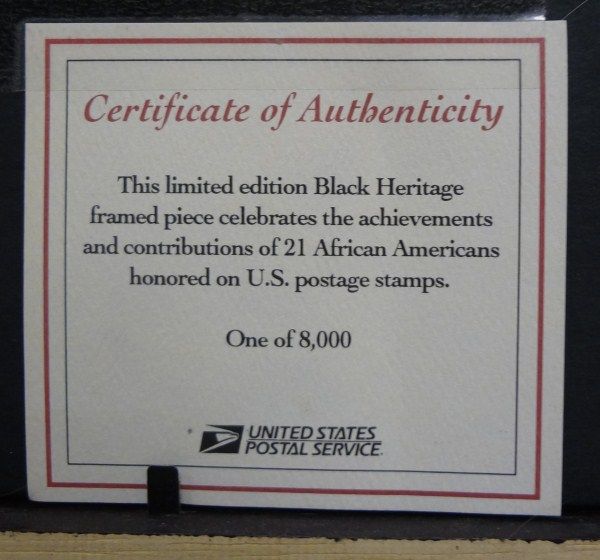 Certificate of Authenticity
This limited edition Black Heritage
framed piece celebrates the achievements
and contributions of 21 African Americans
honored on U.S. postage stamps.
One of 8,000
UNITED STATES
POSTAL SERVICE